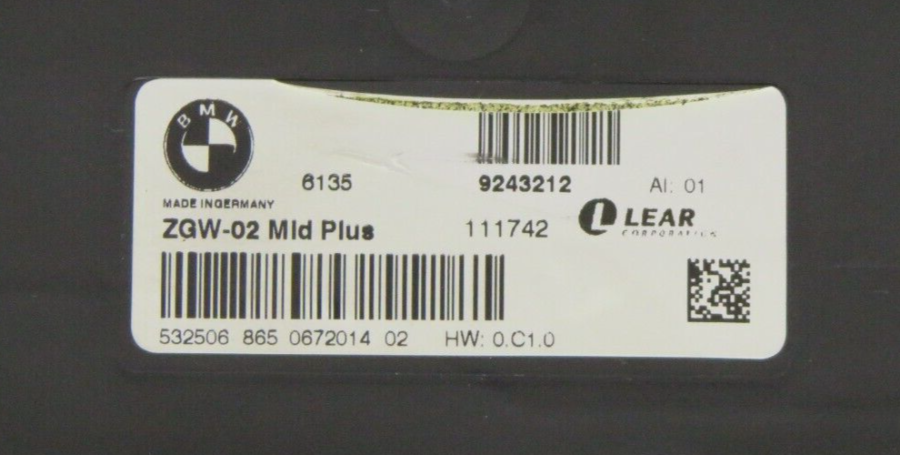 BMW
6135 9243212 AI: 01
MADE INGERMANY
ZGW-02 Mid Plus 111742 LEAR
CORPORATION
532506 865 0672014 02 HW: 0.C1.0